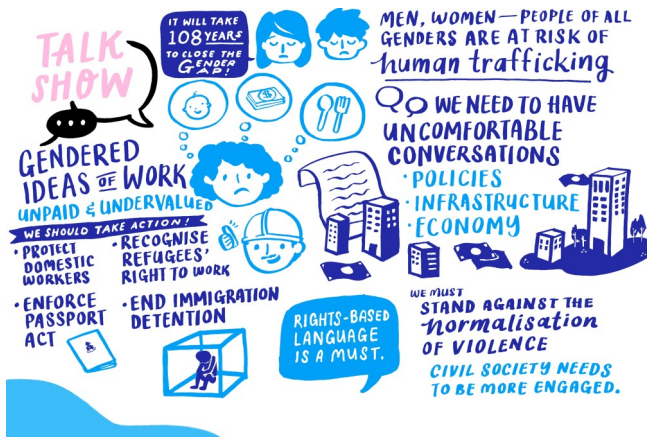 TALK
SHOW
IT WILL TAKE
108 YEARS
TO CLOSE THE
GENDER
GAP!
MEN, WOMEN—PEOPLE OF ALL
GENDERS ARE AT RISK OF
human trafficking
WE NEED TO HAVE
UNCOMFORTABLE
CONVERSATIONS
• POLICIES
• INFRASTRUCTURE
• ECONOMY
GENDERED
IDEAS OF WORK
UNPAID & UNDERVALUED
WE SHOULD TAKE ACTION!
• PROTECT
DOMESTIC
WORKERS
• ENFORCE
PASSPORT
ACT
• RECOGNISE
REFUGEES'
RIGHT TO WORK
• END IMMIGRATION
DETENTION
RIGHTS-BASED
LANGUAGE
IS A MUST.
WE MUST
STAND AGAINST THE
normalisation
OF VIOLENCE
CIVIL SOCIETY NEEDS
TO BE MORE ENGAGED.